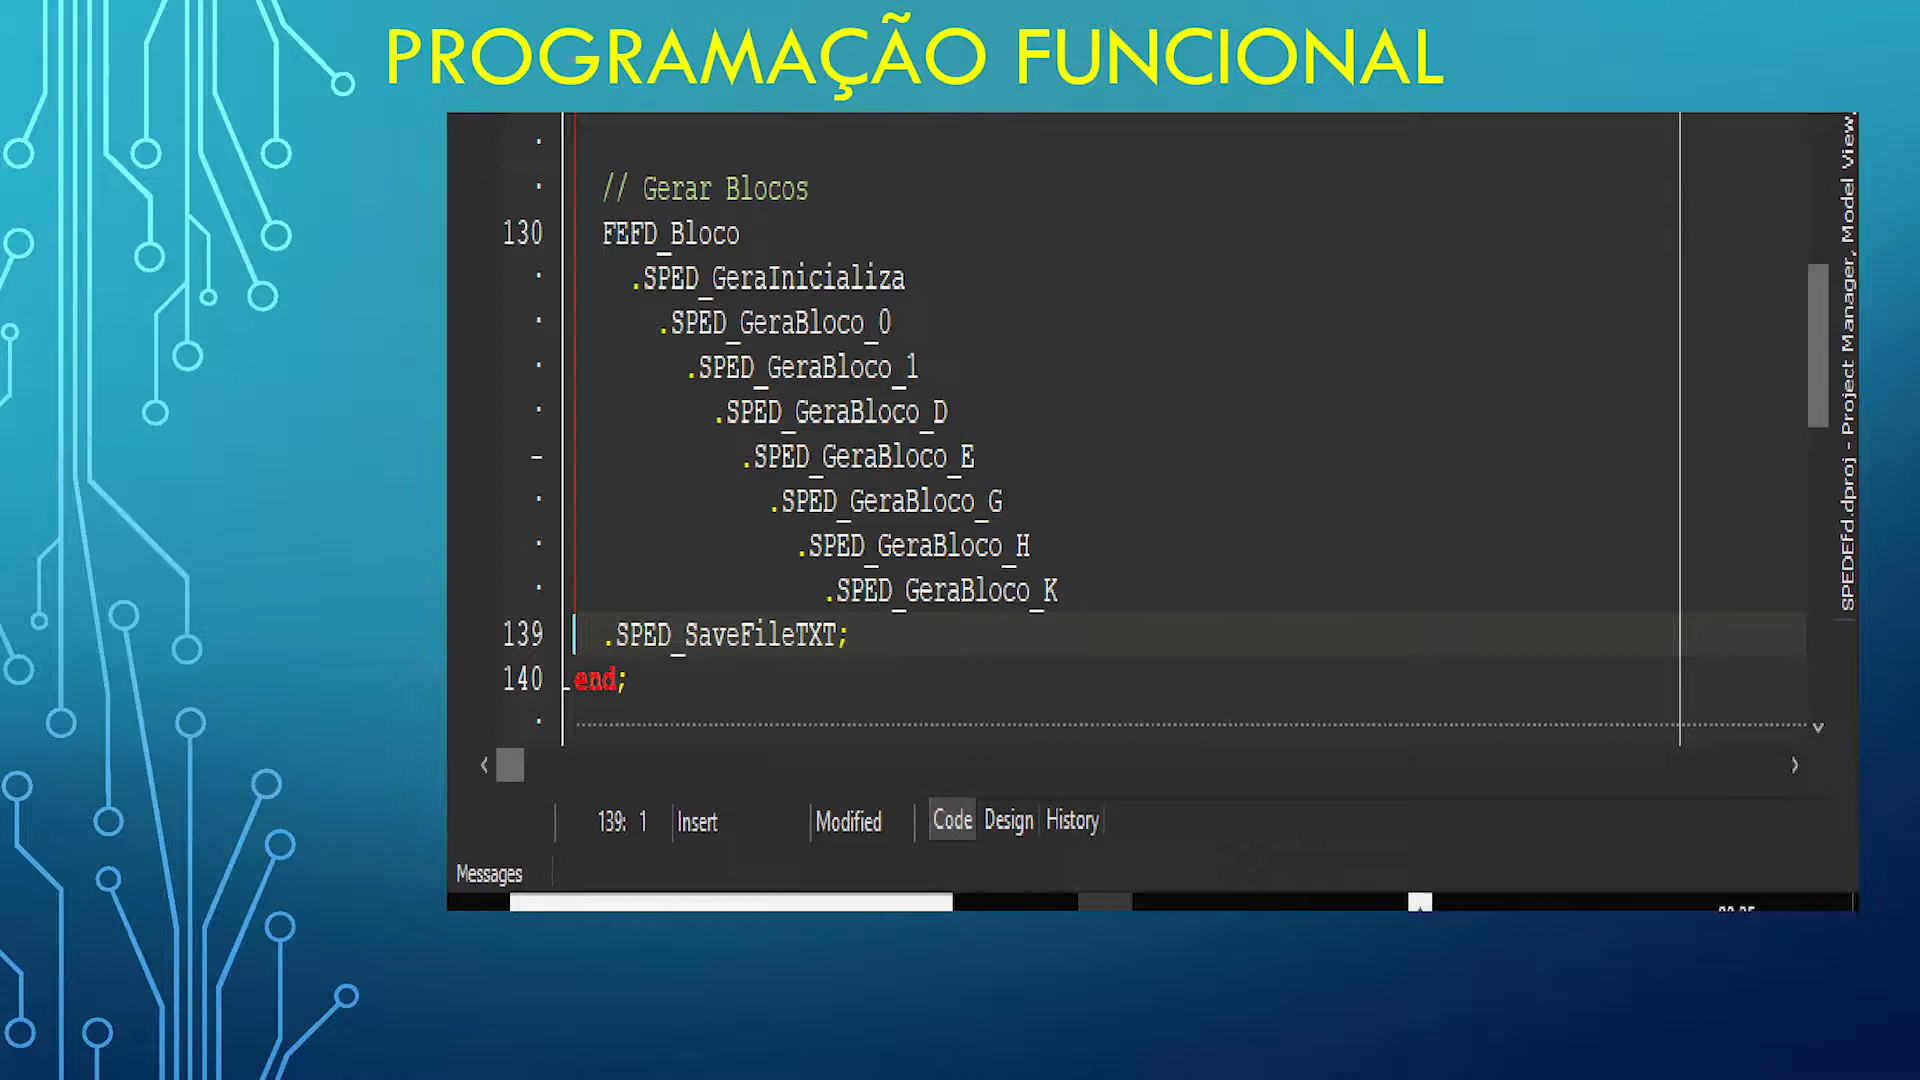 PROGRAMAÇÃO FUNCIONAL
// Gerar Blocos
130 FEFD_Bloco
.SPED_GeraInicializa
.SPED_GeraBloco_0
.SPED_GeraBloco_1
.SPED_GeraBloco_D
.SPED_GeraBloco_E
.SPED_GeraBloco_G
.SPED_GeraBloco_H
.SPED_GeraBloco_K
139 .SPED_SaveFileTXT;
140 end;
139: 1 Insert Modified Code Design History
Messages
SPEDEfd.dproj - Project Manager, Model View,